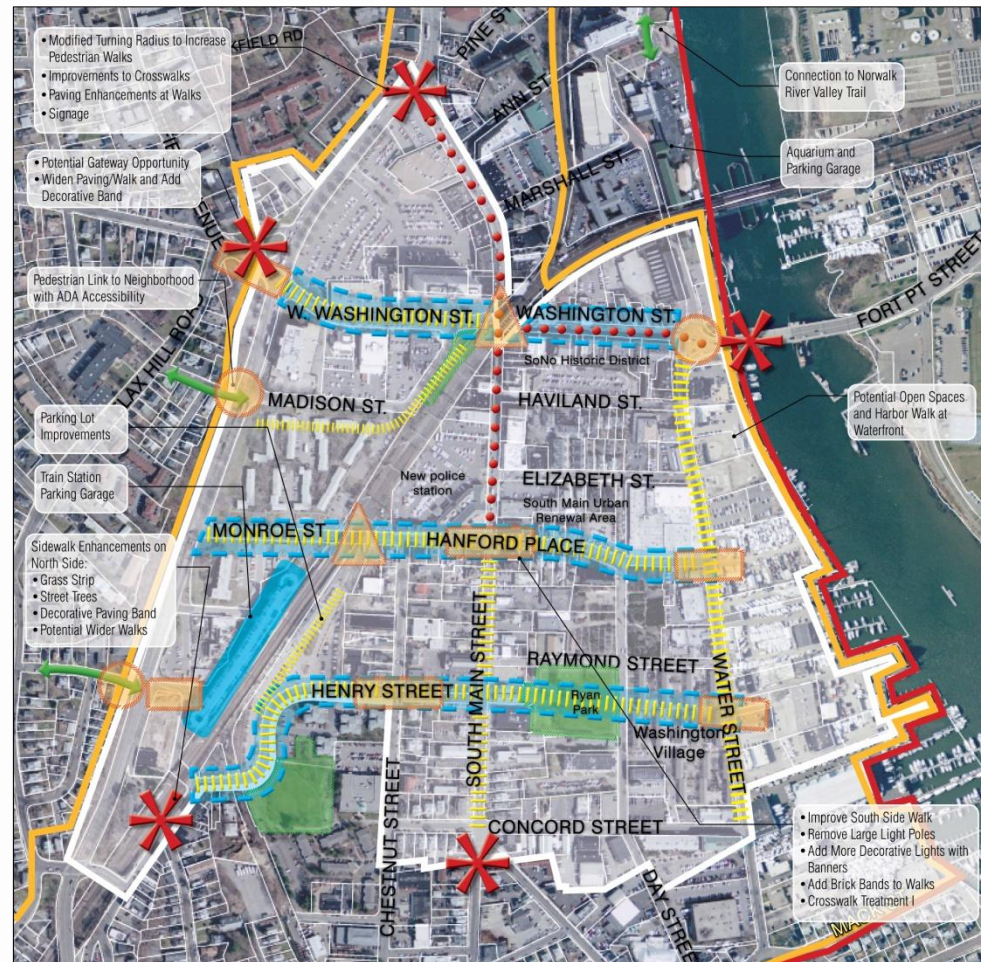 • Modified Turning Radius to Increase
Pedestrian Walks
• Improvements to Crosswalks
• Paving Enhancements at Walks
• Signage
PINE ST.
ANN ST.
Connection to Norwalk
River Valley Trail
• Potential Gateway Opportunity
• Widen Paving/Walk and Add
Decorative Band
MARSHALL ST.
Aquarium and
Parking Garage
FORT PT STREET
Pedestrian Link to Neighborhood
with ADA Accessibility
W. WASHINGTON ST.
WASHINGTON ST.
SoNo Historic District
MADISON ST.
HAVILAND ST.
Potential Open Spaces
and Harbor Walk at
Waterfront
Parking Lot
Improvements
Train Station
Parking Garage
New police
station
ELIZABETH ST.
South Main Urban
Renewal Area
MONROE ST
HANFORD PLACE
Sidewalk Enhancements on
North Side:
• Grass Strip
• Street Trees
• Decorative Paving Band
• Potential Wider Walks
SOUTH MAIN STREET
RAYMOND STREET
WATER STREET
HENRY STREET
Ryan
Park
Washington
Village
CHESTNUT STREET
CONCORD STREET
DAY STREE
• Improve South Side Walk
• Remove Large Light Poles
• Add More Decorative Lights with
Banners
• Add Brick Bands to Walks
• Crosswalk Treatment I